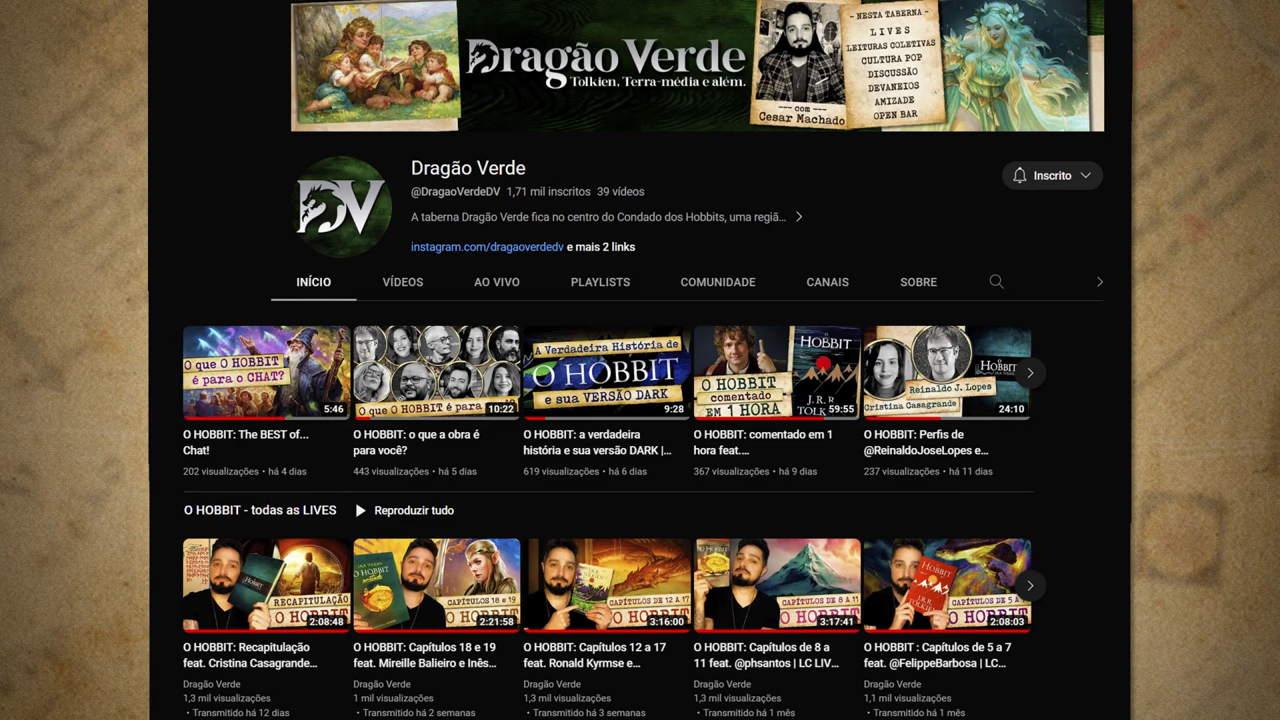 Dragão Verde
Tolkien, Terra-média e além.
--- com ---
Cesar Machado
- NESTA TABERNA -
LIVES
LEITURAS COLETIVAS
CULTURA POP
DISCUSSÃO
DEVANEIOS
AMIZADE
OPEN BAR
DV
Dragão Verde
@DragaoVerdeDV 1,71 mil inscritos 39 vídeos
A taberna Dragão Verde fica no centro do Condado dos Hobbits, uma regiã...
instagram.com/dragaoverdedv e mais 2 links
Inscrito
INÍCIO VÍDEOS AO VIVO PLAYLISTS COMUNIDADE CANAIS SOBRE
O que O HOBBIT
é para o CHAT?
5:46
O HOBBIT: The BEST of...
Chat!
202 visualizações • há 4 dias
O que O HOBBIT é para
10:22
O HOBBIT: o que a obra é
para você?
443 visualizações • há 5 dias
A Verdadeira História de
O HOBBIT
e sua VERSÃO DARK
9:28
O HOBBIT: a verdadeira
história e sua versão DARK |...
619 visualizações • há 6 dias
O HOBBIT
comentado
EM 1 HORA
O
HOBBIT
J. R. R
TOLK
59:55
O HOBBIT: comentado em 1
hora feat....
367 visualizações • há 9 dias
O
HOBBIT
Reinaldo J. Lopes
Cristina Casagrande
24:10
O HOBBIT: Perfis de
@ReinaldoJoseLopes e...
237 visualizações • há 11 dias
O HOBBIT - todas as LIVES Reproduzir tudo
Hobbit
RECAPITULAÇÃO
O HOBBIT
2:08:48
O HOBBIT: Recapitulação
feat. Cristina Casagrande...
Dragão Verde
1,3 mil visualizações
• Transmitido há 12 dias
O HOBBIT
CAPÍTULOS 18 e 19
O HOBBIT
2:21:58
O HOBBIT: Capítulos 18 e 19
feat. Mireille Balieiro e Inês...
Dragão Verde
1 mil visualizações
• Transmitido há 2 semanas
CAPÍTULOS DE 12 A 17
O HOBBIT
3:16:00
O HOBBIT: Capítulos 12 a 17
feat. Ronald Kyrmse e...
Dragão Verde
1,3 mil visualizações
• Transmitido há 3 semanas
CAPÍTULOS DE 8 A 11
O HOBBIT
3:17:41
O HOBBIT: Capítulos de 8 a
11 feat. @phsantos | LC LIV...
Dragão Verde
1,3 mil visualizações
• Transmitido há 1 mês
HOBBIT
J.R.R.
TOLKIEN
CAPÍTULOS DE 5 A
O HOBBIT
2:08:03
O HOBBIT : Capítulos de 5 a 7
feat. @FelippeBarbosa | LC...
Dragão Verde
1,1 mil visualizações
• Transmitido há 1 mês